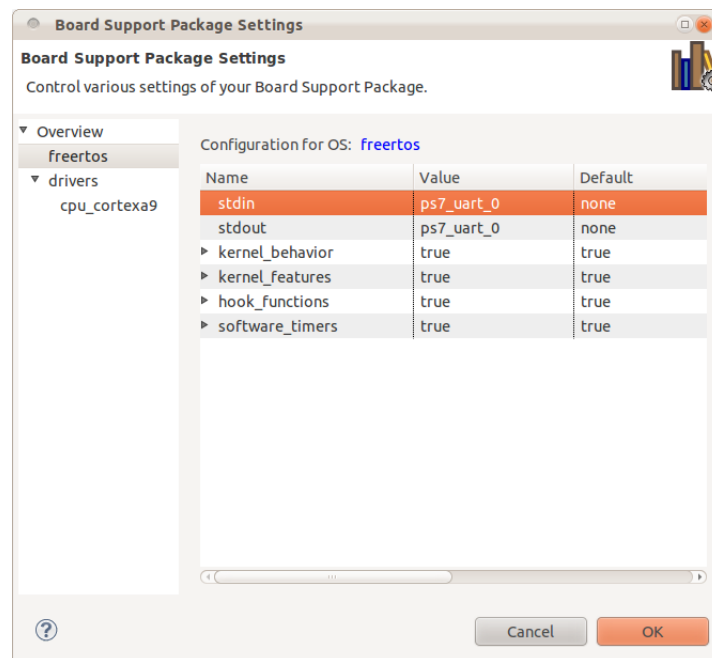 Board Support Package Settings
Board Support Package Settings
Control various settings of your Board Support Package.
Overview
freertos
drivers
cpu_cortexa9
Configuration for OS: freertos
Name Value Default
stdin ps7_uart_0 none
stdout ps7_uart_0 none
kernel_behavior true true
kernel_features true true
hook_functions true true
software_timers true true
?
Cancel OK